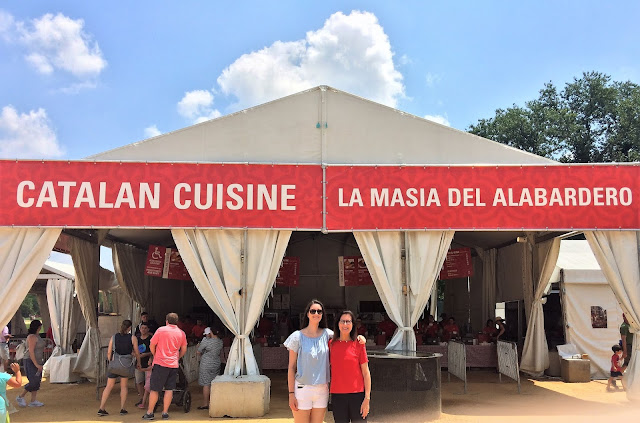 CATALAN CUISINE
LA MASIA DEL ALABARDERO